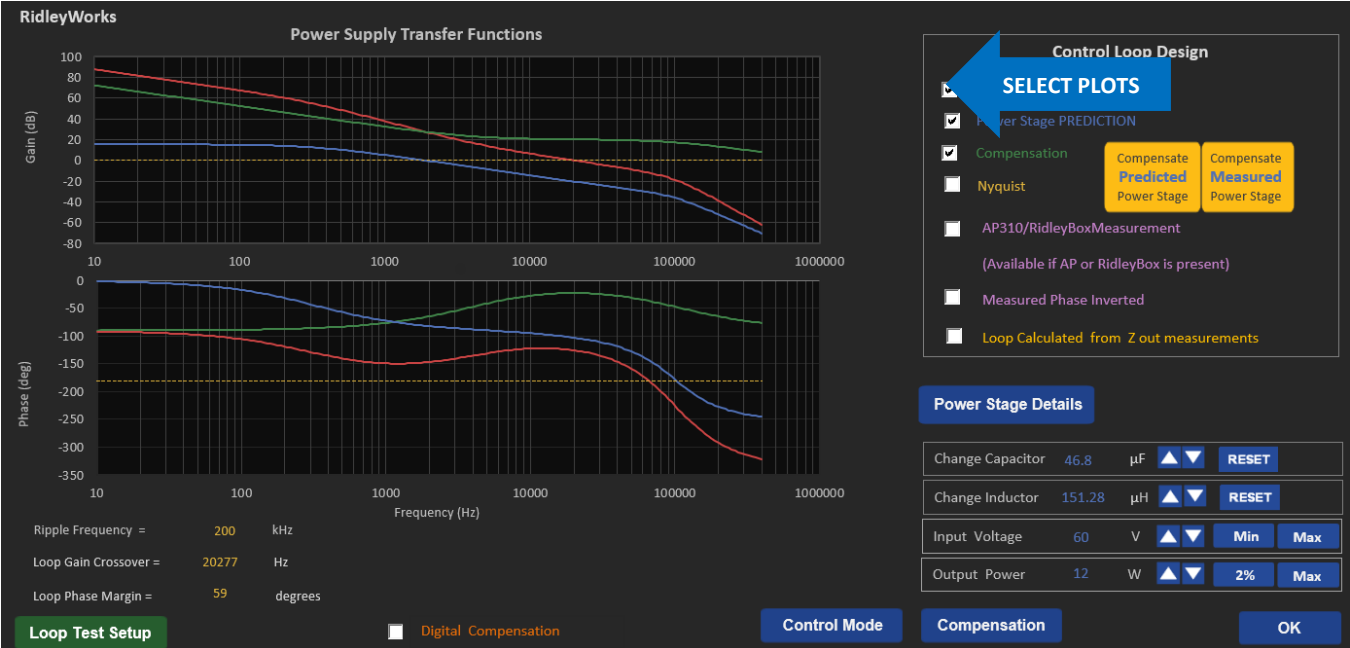 RidleyWorks
Power Supply Transfer Functions
Gain (dB)
100
80
60
40
20
0
-20
-40
-60
-80
10 100 1000 10000 100000 1000000
Phase (deg)
0
-50
-100
-150
-200
-250
-300
-350
10 100 1000 10000 100000 1000000
Frequency (Hz)
Ripple Frequency = 200 kHz
Loop Gain Crossover = 20277 Hz
Loop Phase Margin = 59 degrees
Loop Test Setup
Digital Compensation
Control Loop Design
SELECT PLOTS
Stage PREDICTION
Compensation
Nyquist
Compensate
Predicted
Power Stage
Compensate
Measured
Power Stage
AP310/RidleyBoxMeasurement
(Available if AP or RidleyBox is present)
Measured Phase Inverted
Loop Calculated from Z out measurements
Power Stage Details
Change Capacitor 46.8 µF RESET
Change Inductor 151.28 µH RESET
Input Voltage 60 V Min Max
Output Power 12 W 2% Max
Control Mode
Compensation
OK